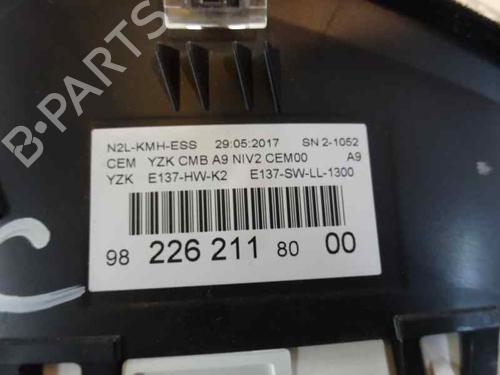 N2L-KMH-ESS 29:05:2017 SN 2-1052
CEM YZK CMB A9 NIV2 CEM00 A9
YZK E137-HW-K2 E137-SW-LL-1300
98 226 211 80 00
B-PARTS